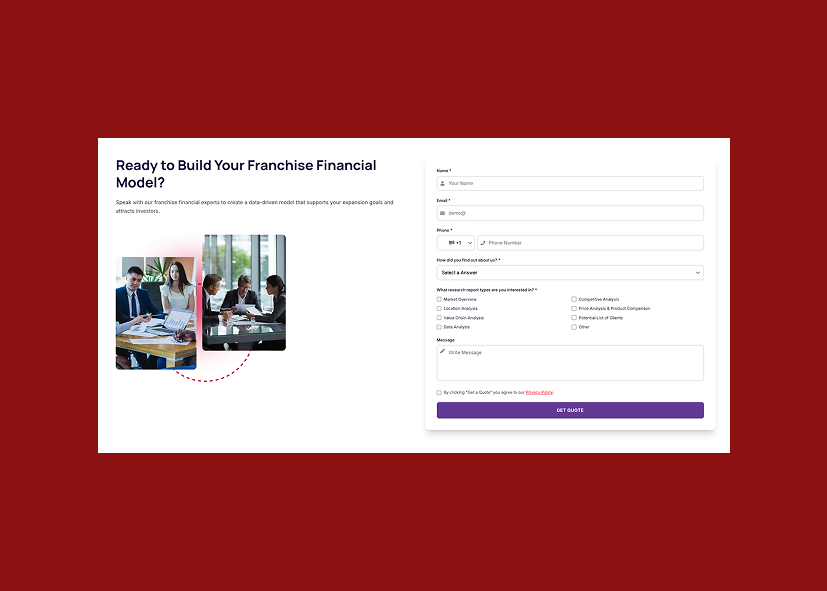 Ready to Build Your Franchise Financial
Model?
Speak with our franchise financial experts to create a data-driven model that supports your expansion goals and
attracts investors.
Name *
Your Name
Email *
demo@
Phone *
+1
Phone Number
How did you find out about us? *
Select a Answer
What research report types are you interested in? *
Market Overview
Competitive Analysis
Location Analysis
Price Analysis & Product Comparison
Value Chain Analysis
Potential List of Clients
Data Analysis
Other
Message
Write Message
By clicking "Get a Quote" you agree to our Privacy Policy.
GET QUOTE